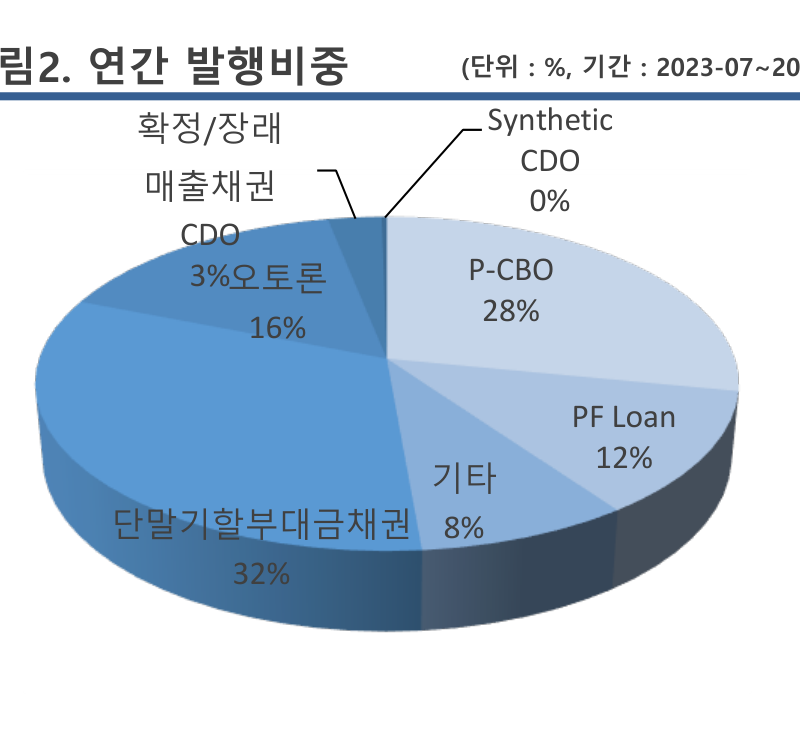 림2. 연간 발행비중
(단위 : %, 기간 : 2023-07~20
확정/장래
매출채권
CDO
3%
Synthetic
CDO
0%
P-CBO
28%
오토론
16%
PF Loan
12%
기타
8%
단말기할부대금채권
32%